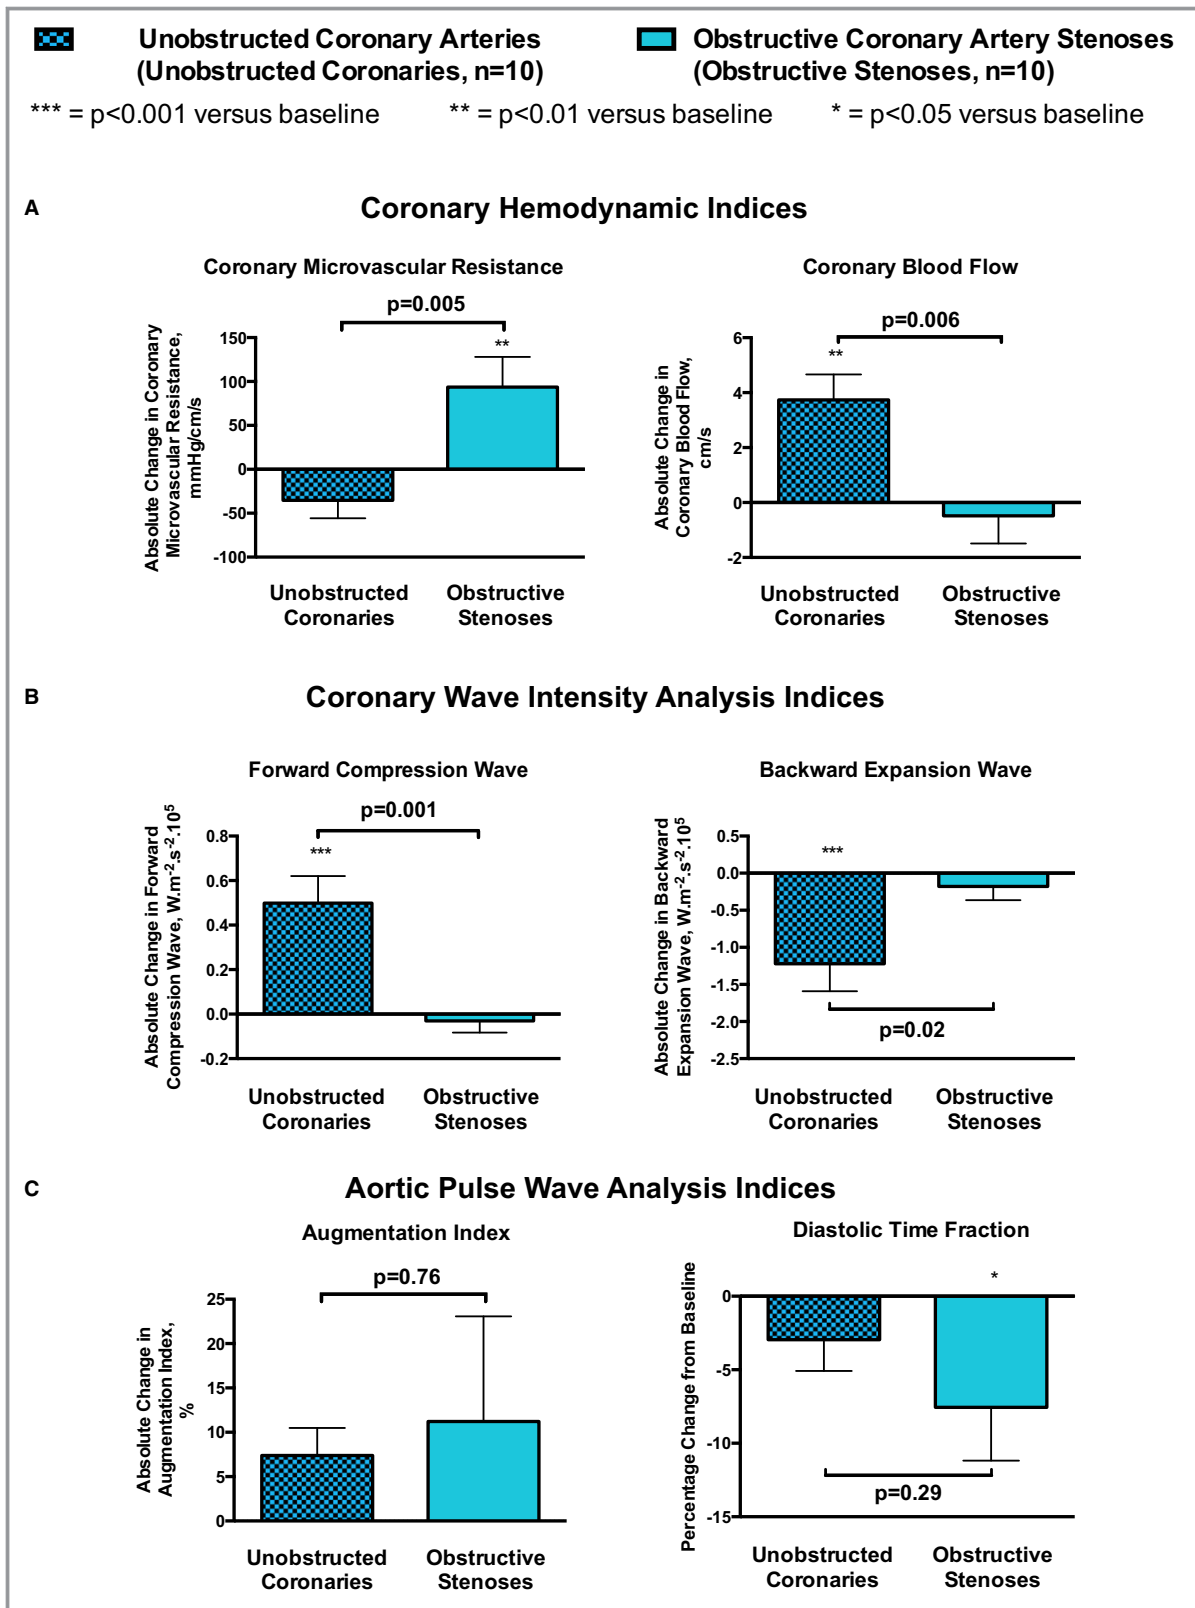 Unobstructed Coronary Arteries
(Unobstructed Coronaries, n=10)
Obstructive Coronary Artery Stenoses
(Obstructive Stenoses, n=10)
*** = p<0.001 versus baseline
** = p<0.01 versus baseline
* = p<0.05 versus baseline
A
Coronary Hemodynamic Indices
Coronary Microvascular Resistance
p=0.005
**
Absolute Change in Coronary
Microvascular Resistance,
mmHg/cm/s
150
100
50
0
-50
-100
Unobstructed
Coronaries
Obstructive
Stenoses
Coronary Blood Flow
p=0.006
**
Absolute Change in
Coronary Blood Flow,
cm/s
6
4
2
0
-2
Unobstructed
Coronaries
Obstructive
Stenoses
B
Coronary Wave Intensity Analysis Indices
Forward Compression Wave
p=0.001
***
Absolute Change in Forward
Compression Wave, W.m⁻².s⁻².10⁵
0.8
0.6
0.4
0.2
0.0
-0.2
Unobstructed
Coronaries
Obstructive
Stenoses
Backward Expansion Wave
***
Absolute Change in Backward
Expansion Wave, W.m⁻².s⁻².10⁵
0.5
0.0
-0.5
-1.0
-1.5
-2.0
-2.5
p=0.02
Unobstructed
Coronaries
Obstructive
Stenoses
C
Aortic Pulse Wave Analysis Indices
Augmentation Index
p=0.76
Absolute Change in
Augmentation Index,
%
25
20
15
10
5
0
Unobstructed
Coronaries
Obstructive
Stenoses
Diastolic Time Fraction
*
Percentage Change from Baseline
0
-5
-10
-15
p=0.29
Unobstructed
Coronaries
Obstructive
Stenoses